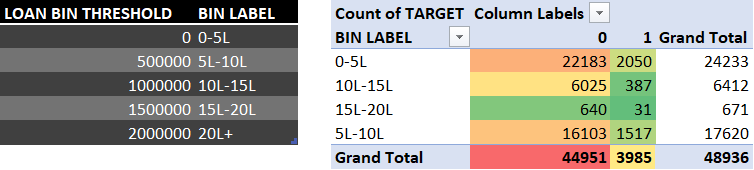 LOAN BIN THRESHOLD BIN LABEL
0 0-5L
500000 5L-10L
1000000 10L-15L
1500000 15L-20L
2000000 20L+
Count of TARGET Column Labels
BIN LABEL 0 1 Grand Total
0-5L 22183 2050 24233
10L-15L 6025 387 6412
15L-20L 640 31 671
5L-10L 16103 1517 17620
Grand Total 44951 3985 48936